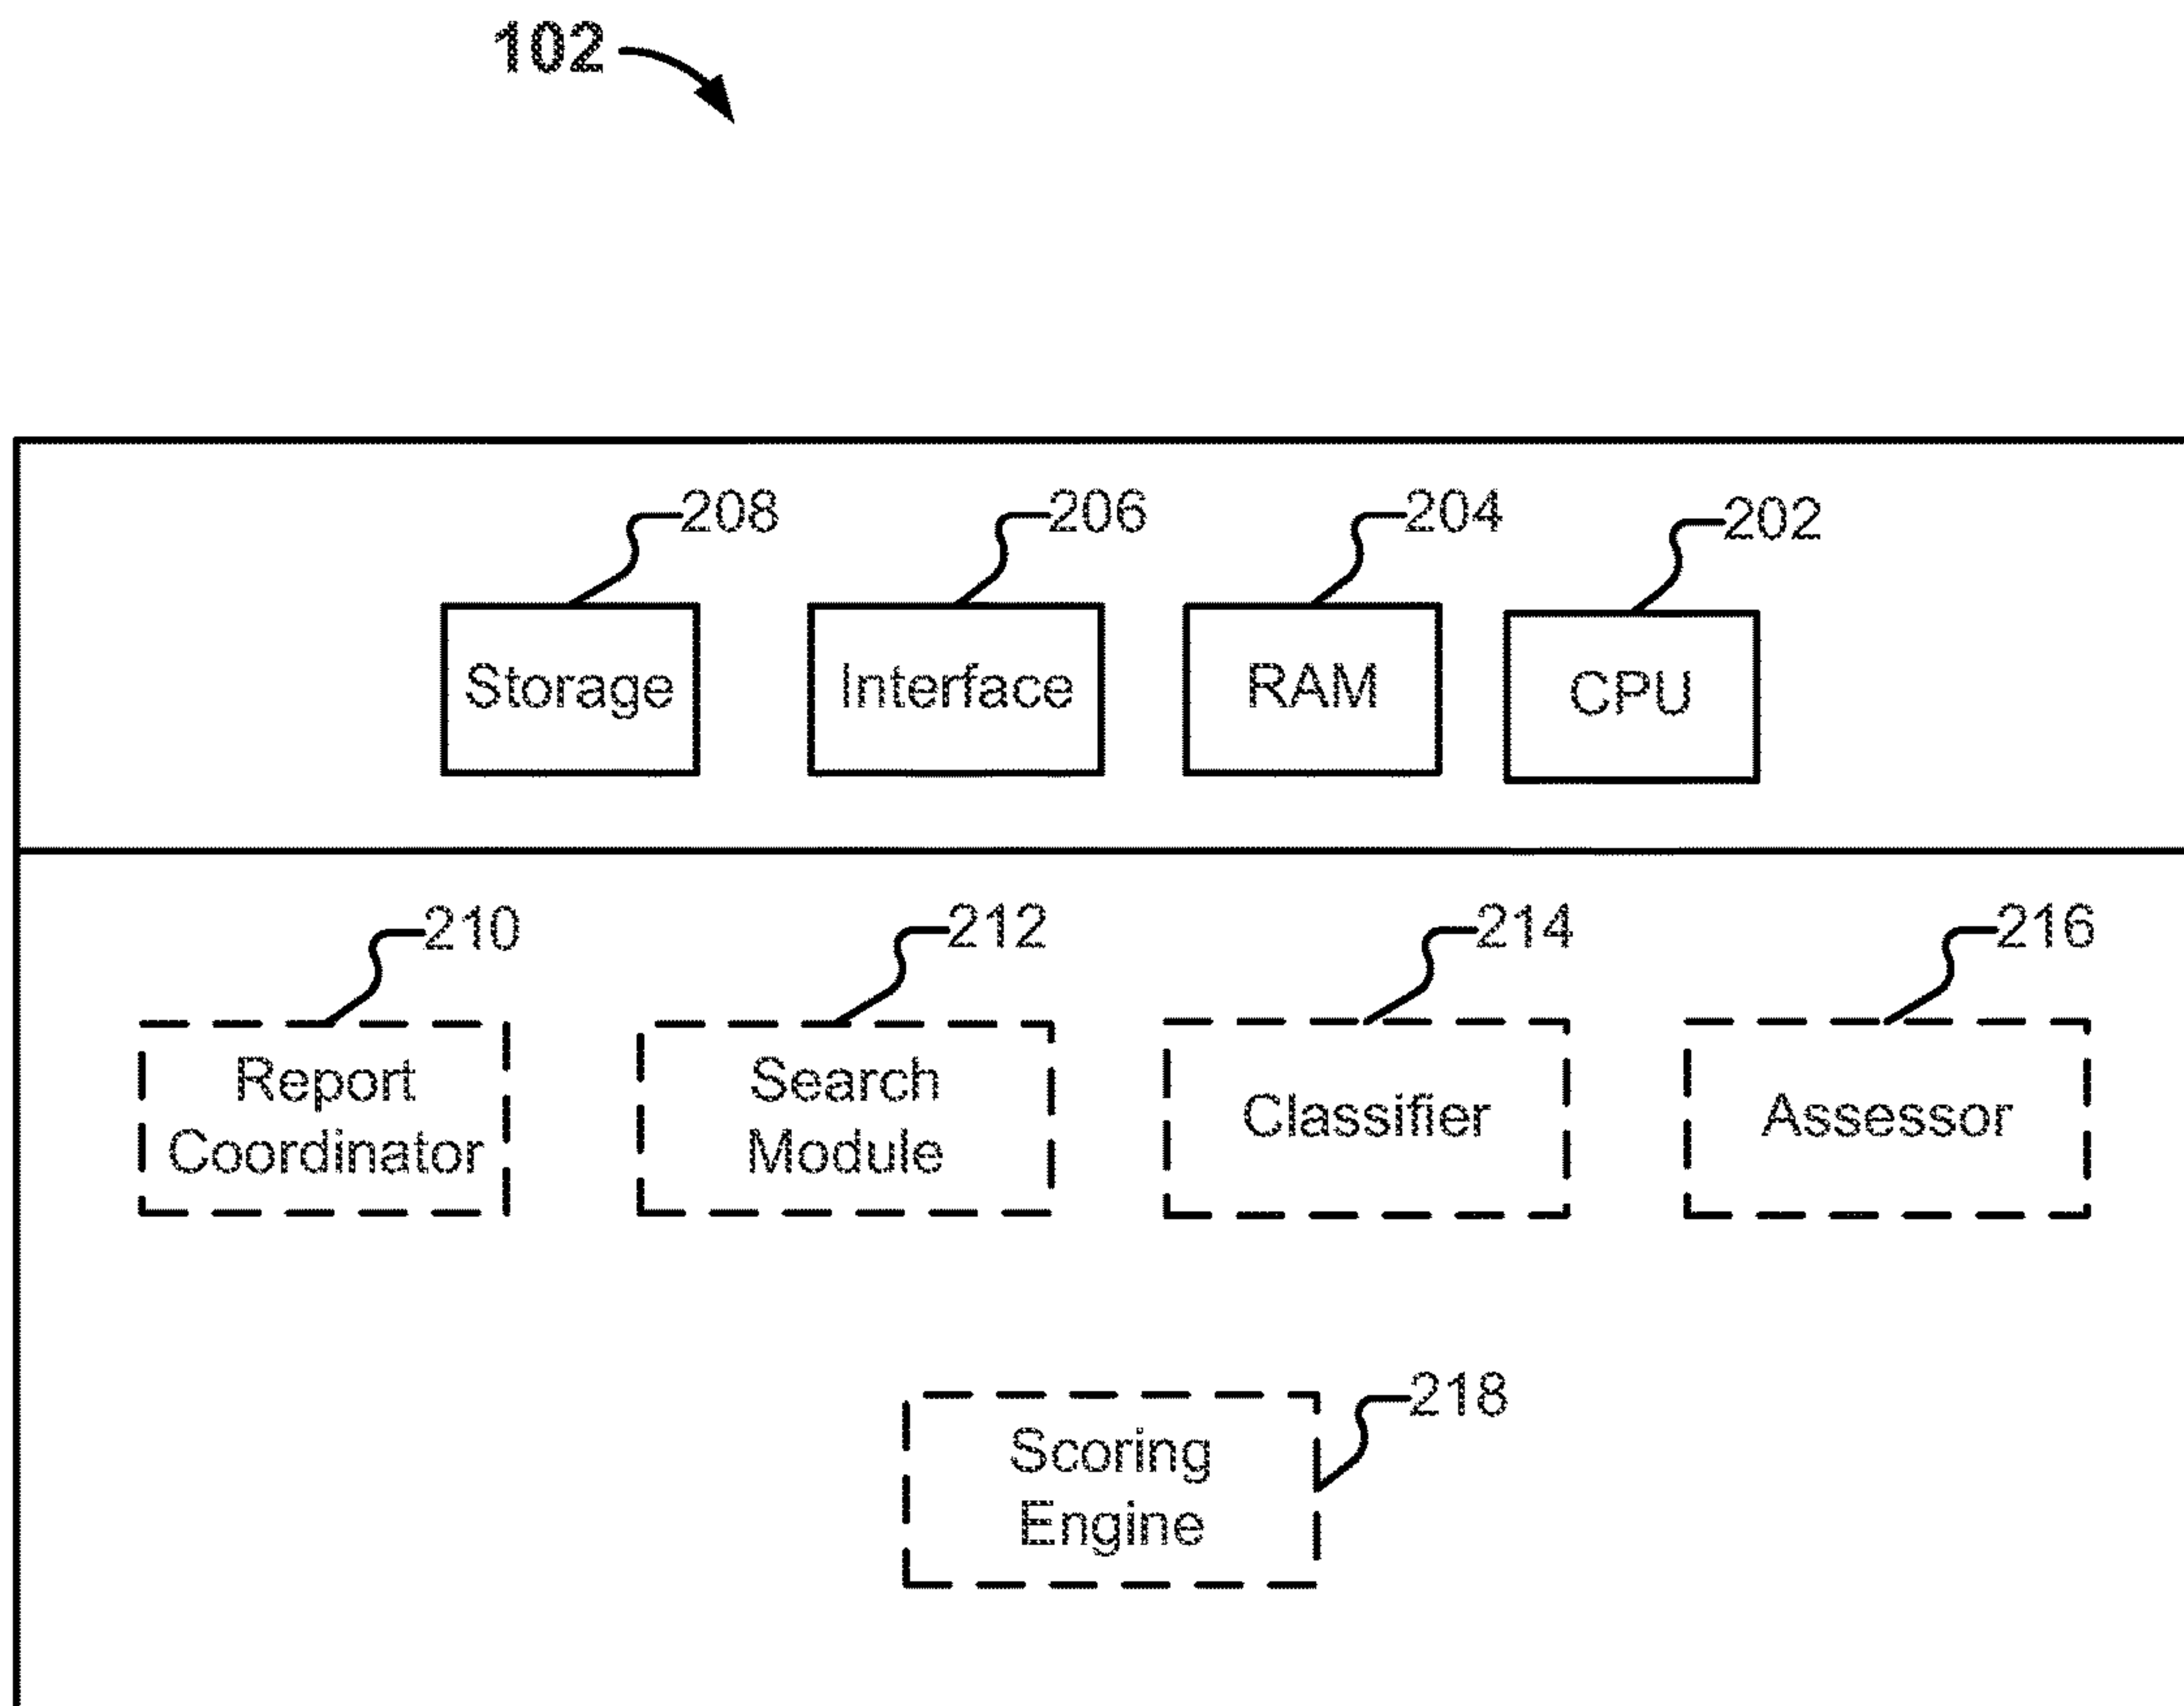 102
208
206
204
202
Storage
Interface
RAM
CPU
210
212
214
216
Report
Coordinator
Search
Module
Classifier
Assessor
218
Scoring
Engine